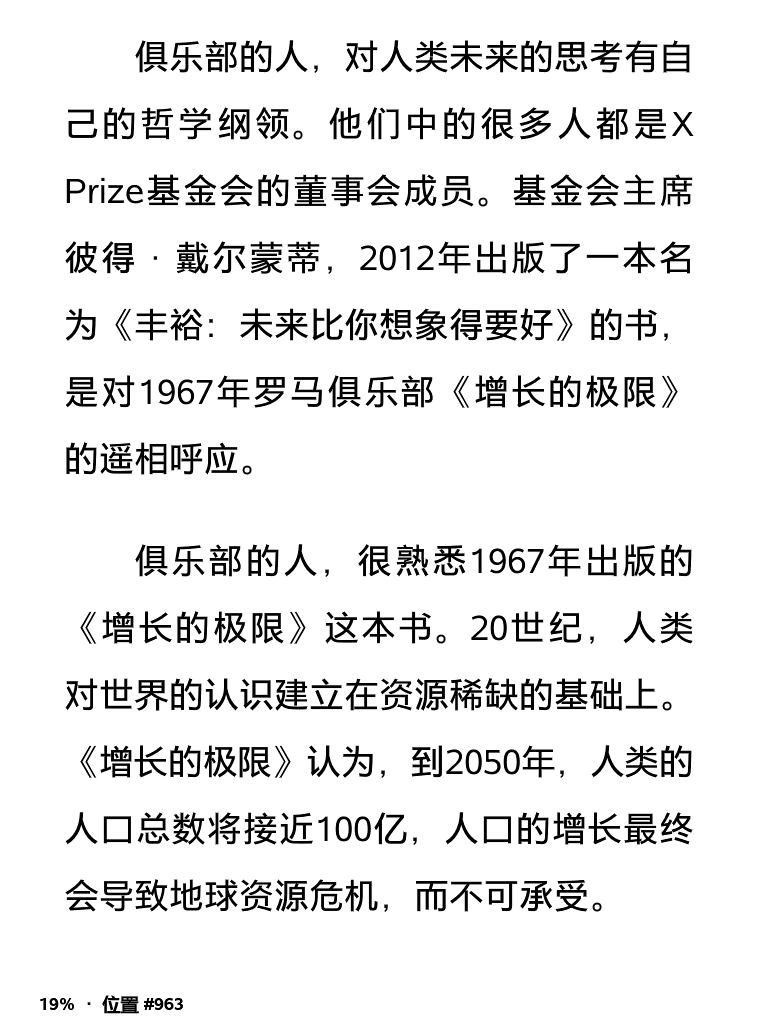 俱乐部的人，对人类未来的思考有自
己的哲学纲领。他们中的很多人都是X
Prize基金会的董事会成员。基金会主席
彼得·戴尔蒙蒂，2012年出版了一本名
为《丰裕：未来比你想象得要好》的书，
是对1967年罗马俱乐部《增长的极限》
的遥相呼应。
俱乐部的人，很熟悉1967年出版的
《增长的极限》这本书。20世纪，人类
对世界的认识建立在资源稀缺的基础上。
《增长的极限》认为，到2050年，人类的
人口总数将接近100亿，人口的增长最终
会导致地球资源危机，而不可承受。
19% · 位置 #963